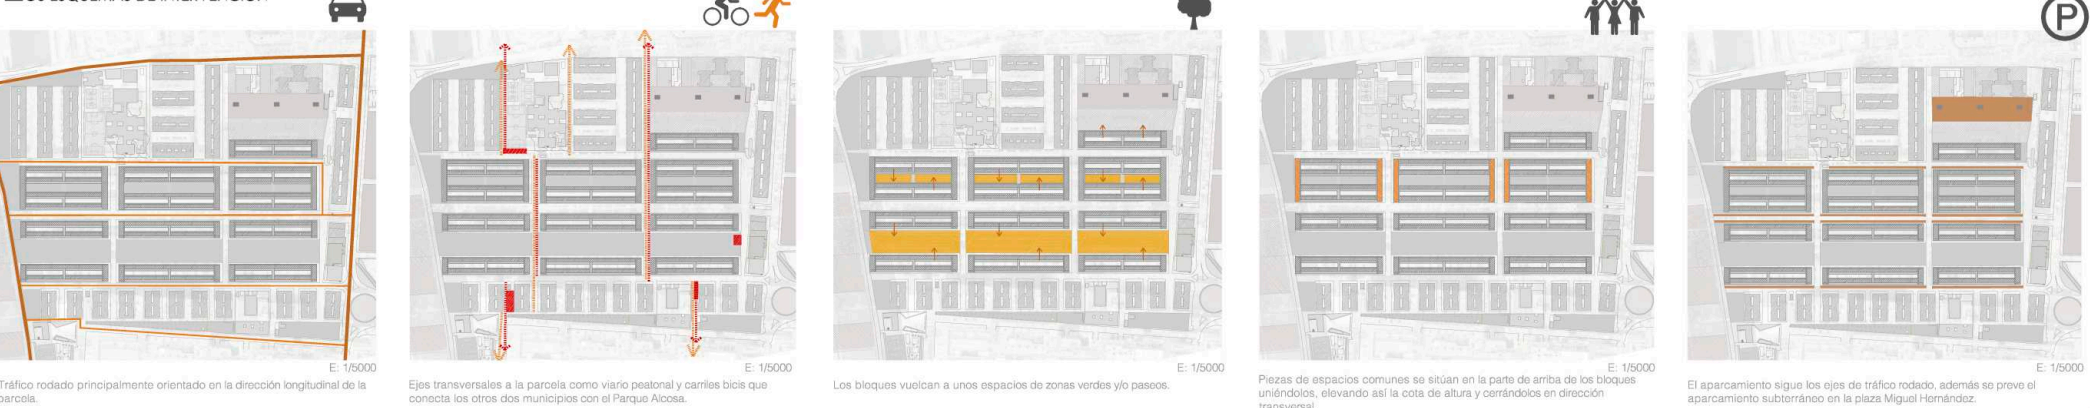 ESQUEMAS DE INTERVENCIÓN
P
E: 1/5000
Tráfico rodado principalmente orientado en la dirección longitudinal de la
parcela.
E: 1/5000
Ejes transversales a la parcela como viario peatonal y carriles bicis que
conecta los otros dos municipios con el Parque Alcosa.
E: 1/5000
Los bloques vuelcan a unos espacios de zonas verdes y/o paseos.
E: 1/5000
Piezas de espacios comunes se sitúan en la parte de arriba de los bloques
uniéndolos, elevando así la cota de altura y cerrándolos en dirección
transversal
E: 1/5000
El aparcamiento sigue los ejes de tráfico rodado, además se preve el
aparcamiento subterráneo en la plaza Miguel Hernández.